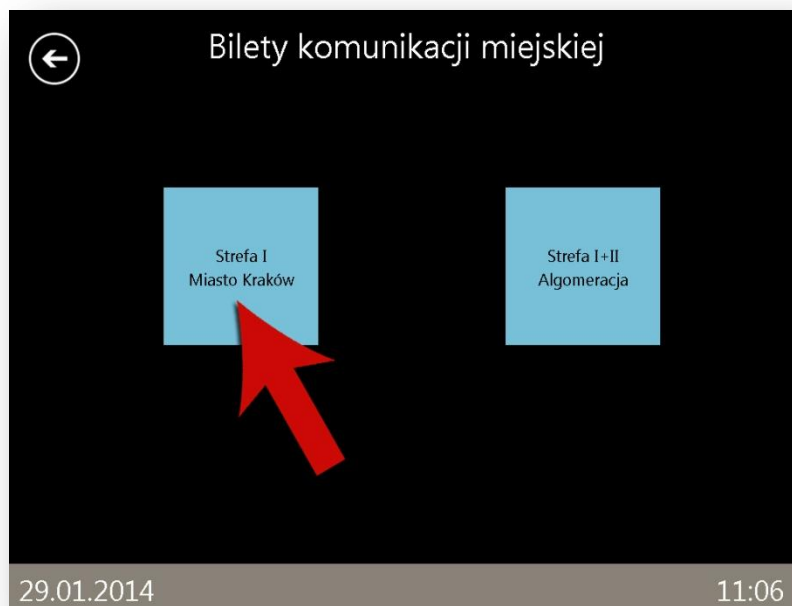 Bilety komunikacji miejskiej
Strefa I
Miasto Kraków
Strefa I+II
Algomeracja
29.01.2014
11:06